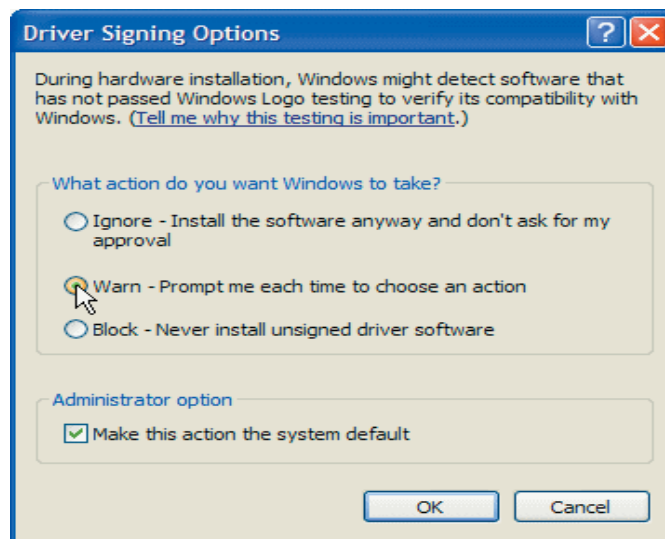 Driver Signing Options
During hardware installation, Windows might detect software that
has not passed Windows Logo testing to verify its compatibility with
Windows. (Tell me why this testing is important.)
What action do you want Windows to take?
Ignore - Install the software anyway and don't ask for my
approval
Warn - Prompt me each time to choose an action
Block - Never install unsigned driver software
Administrator option
Make this action the system default
OK Cancel